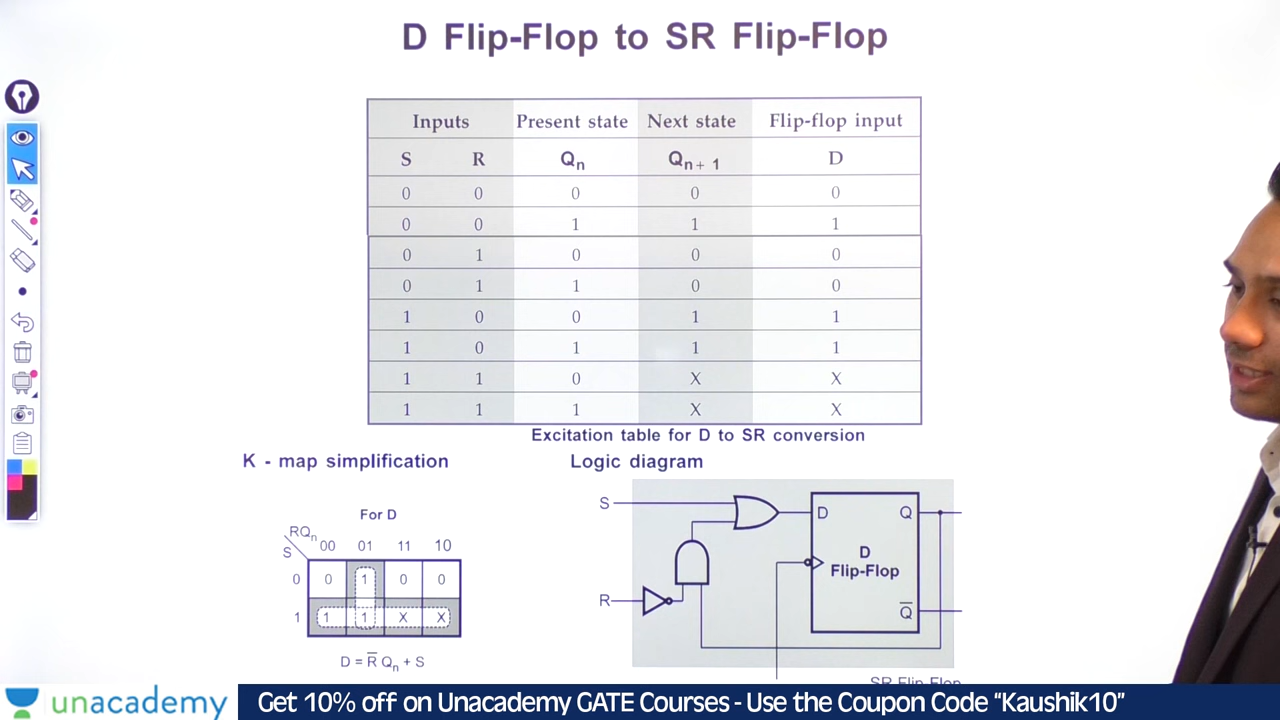 D Flip-Flop to SR Flip-Flop
Inputs Present state Next state Flip-flop input
S R Qn Qn+1 D
0 0 0 0 0
0 0 1 1 1
0 1 0 0 0
0 1 1 0 0
1 0 0 1 1
1 0 1 1 1
1 1 0 X X
1 1 1 X X
Excitation table for D to SR conversion
K - map simplification
Logic diagram
For D
RQn
S
00 01 11 10
0 0 1 0 0
1 1 1 X X
D = R̅ Qn + S
S
R
D Q
D
Flip-Flop
Q̅
SR Flip-Flop
unacademy
Get 10% off on Unacademy GATE Courses - Use the Coupon Code “Kaushik10”